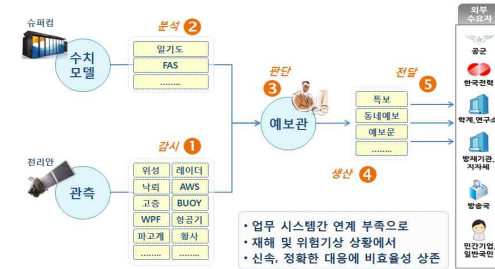 슈퍼컴
수치
모델
분석 2
일기도
FAS
........
천리안
관측
감시 1
위성 레이더
낙뢰 AWS
고층 BUOY
WPF 항공기
파고계 황사
........ ........
판단
3
예보관
전달
5
특보
동네예보
예보문
........
생산 4
외부
수요자
공군
한국전력
학계,연구소
방재기관,
지자체
방송국
민간기업,
일반국민
• 업무 시스템간 연계 부족으로
• 재해 및 위험기상 상황에서
• 신속, 정확한 대응에 비효율성 상존